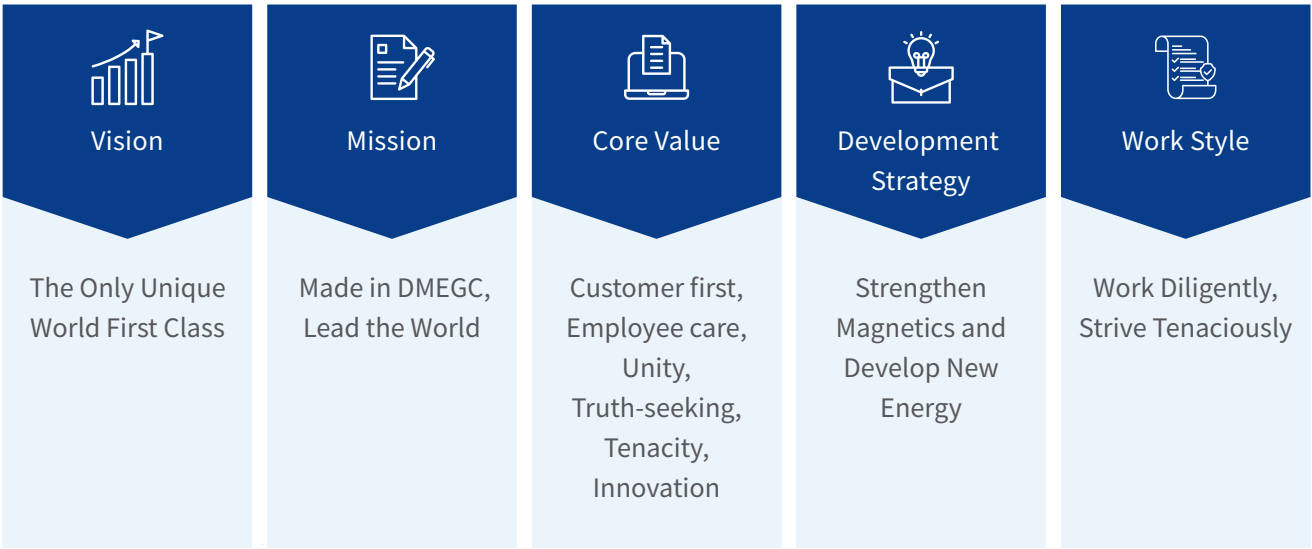 Vision
The Only Unique
World First Class
Mission
Made in DMEGC,
Lead the World
Core Value
Customer first,
Employee care,
Unity,
Truth-seeking,
Tenacity,
Innovation
Development
Strategy
Strengthen
Magnetics and
Develop New
Energy
Work Style
Work Diligently,
Strive Tenaciously